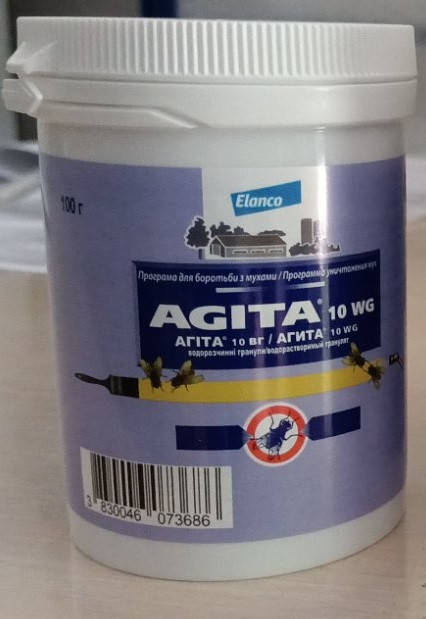 100 г
Elanco
Програма для боротьби з мухами / Программа уничтожения мух
AGITA® 10 WG
АГІТА® 10 ВГ / АГИТА® 10 WG
водорозчинні гранули/водорастворимый гранулят
3 830046 073686